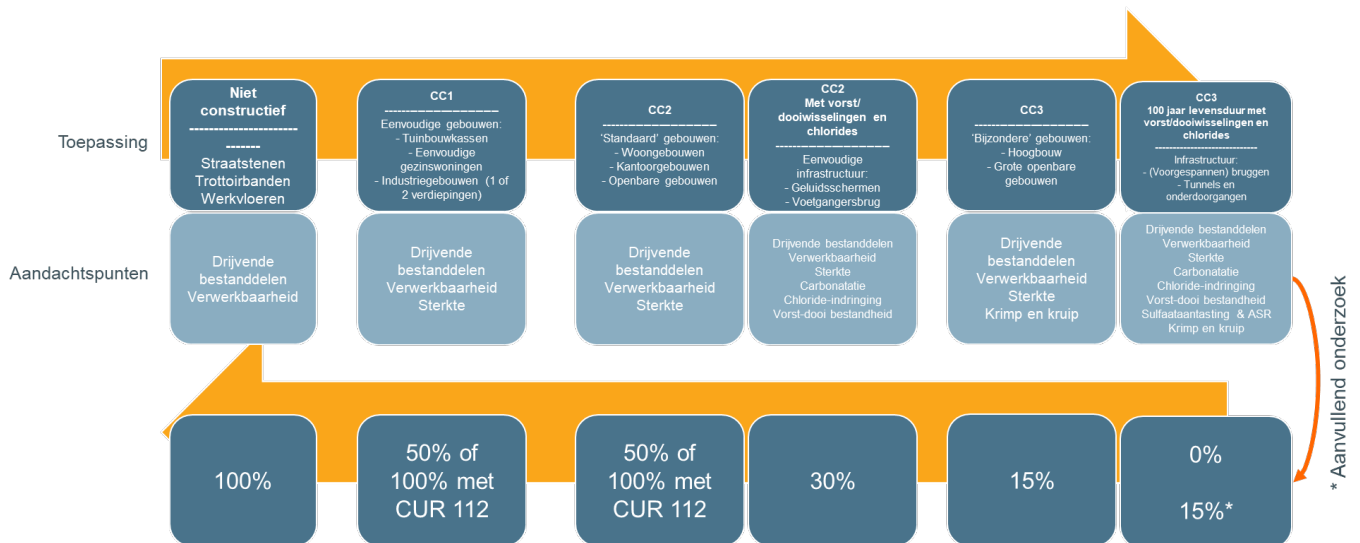 Toepassing
Niet
constructief
----------------------
-------
Straatstenen
Trottoirbanden
Werkvloeren
CC1
------------------------------
Eenvoudige gebouwen:
- Tuinbouwkassen
- Eenvoudige
gezinswoningen
- Industriegebouwen (1 of
2 verdiepingen)
CC2
------------------------------
'Standaard' gebouwen:
- Woongebouwen
- Kantoorgebouwen
- Openbare gebouwen
CC2
Met vorst/
dooiwisselingen en
chlorides
------------------------------
Eenvoudige
infrastructuur:
- Geluidsschermen
- Voetgangersbrug
CC3
------------------------------
'Bijzondere' gebouwen:
- Hoogbouw
- Grote openbare
gebouwen
CC3
100 jaar levensduur met
vorst/dooiwisselingen en
chlorides
------------------------------
Infrastructuur:
- (Voorgespannen) bruggen
- Tunnels en
onderdoorgangen
Aandachtspunten
Drijvende
bestanddelen
Verwerkbaarheid
Drijvende
bestanddelen
Verwerkbaarheid
Sterkte
Drijvende
bestanddelen
Verwerkbaarheid
Sterkte
Drijvende bestanddelen
Verwerkbaarheid
Sterkte
Carbonatatie
Chloride-indringing
Vorst-dooi bestandheid
Drijvende
bestanddelen
Verwerkbaarheid
Sterkte
Krimp en kruip
Drijvende bestanddelen
Verwerkbaarheid
Sterkte
Carbonatatie
Chloride-indringing
Vorst-dooi bestandheid
Sulfaataantasting & ASR
Krimp en kruip
* Aanvullend onderzoek
100%
50% of
100% met
CUR 112
50% of
100% met
CUR 112
30%
15%
0%
15%*